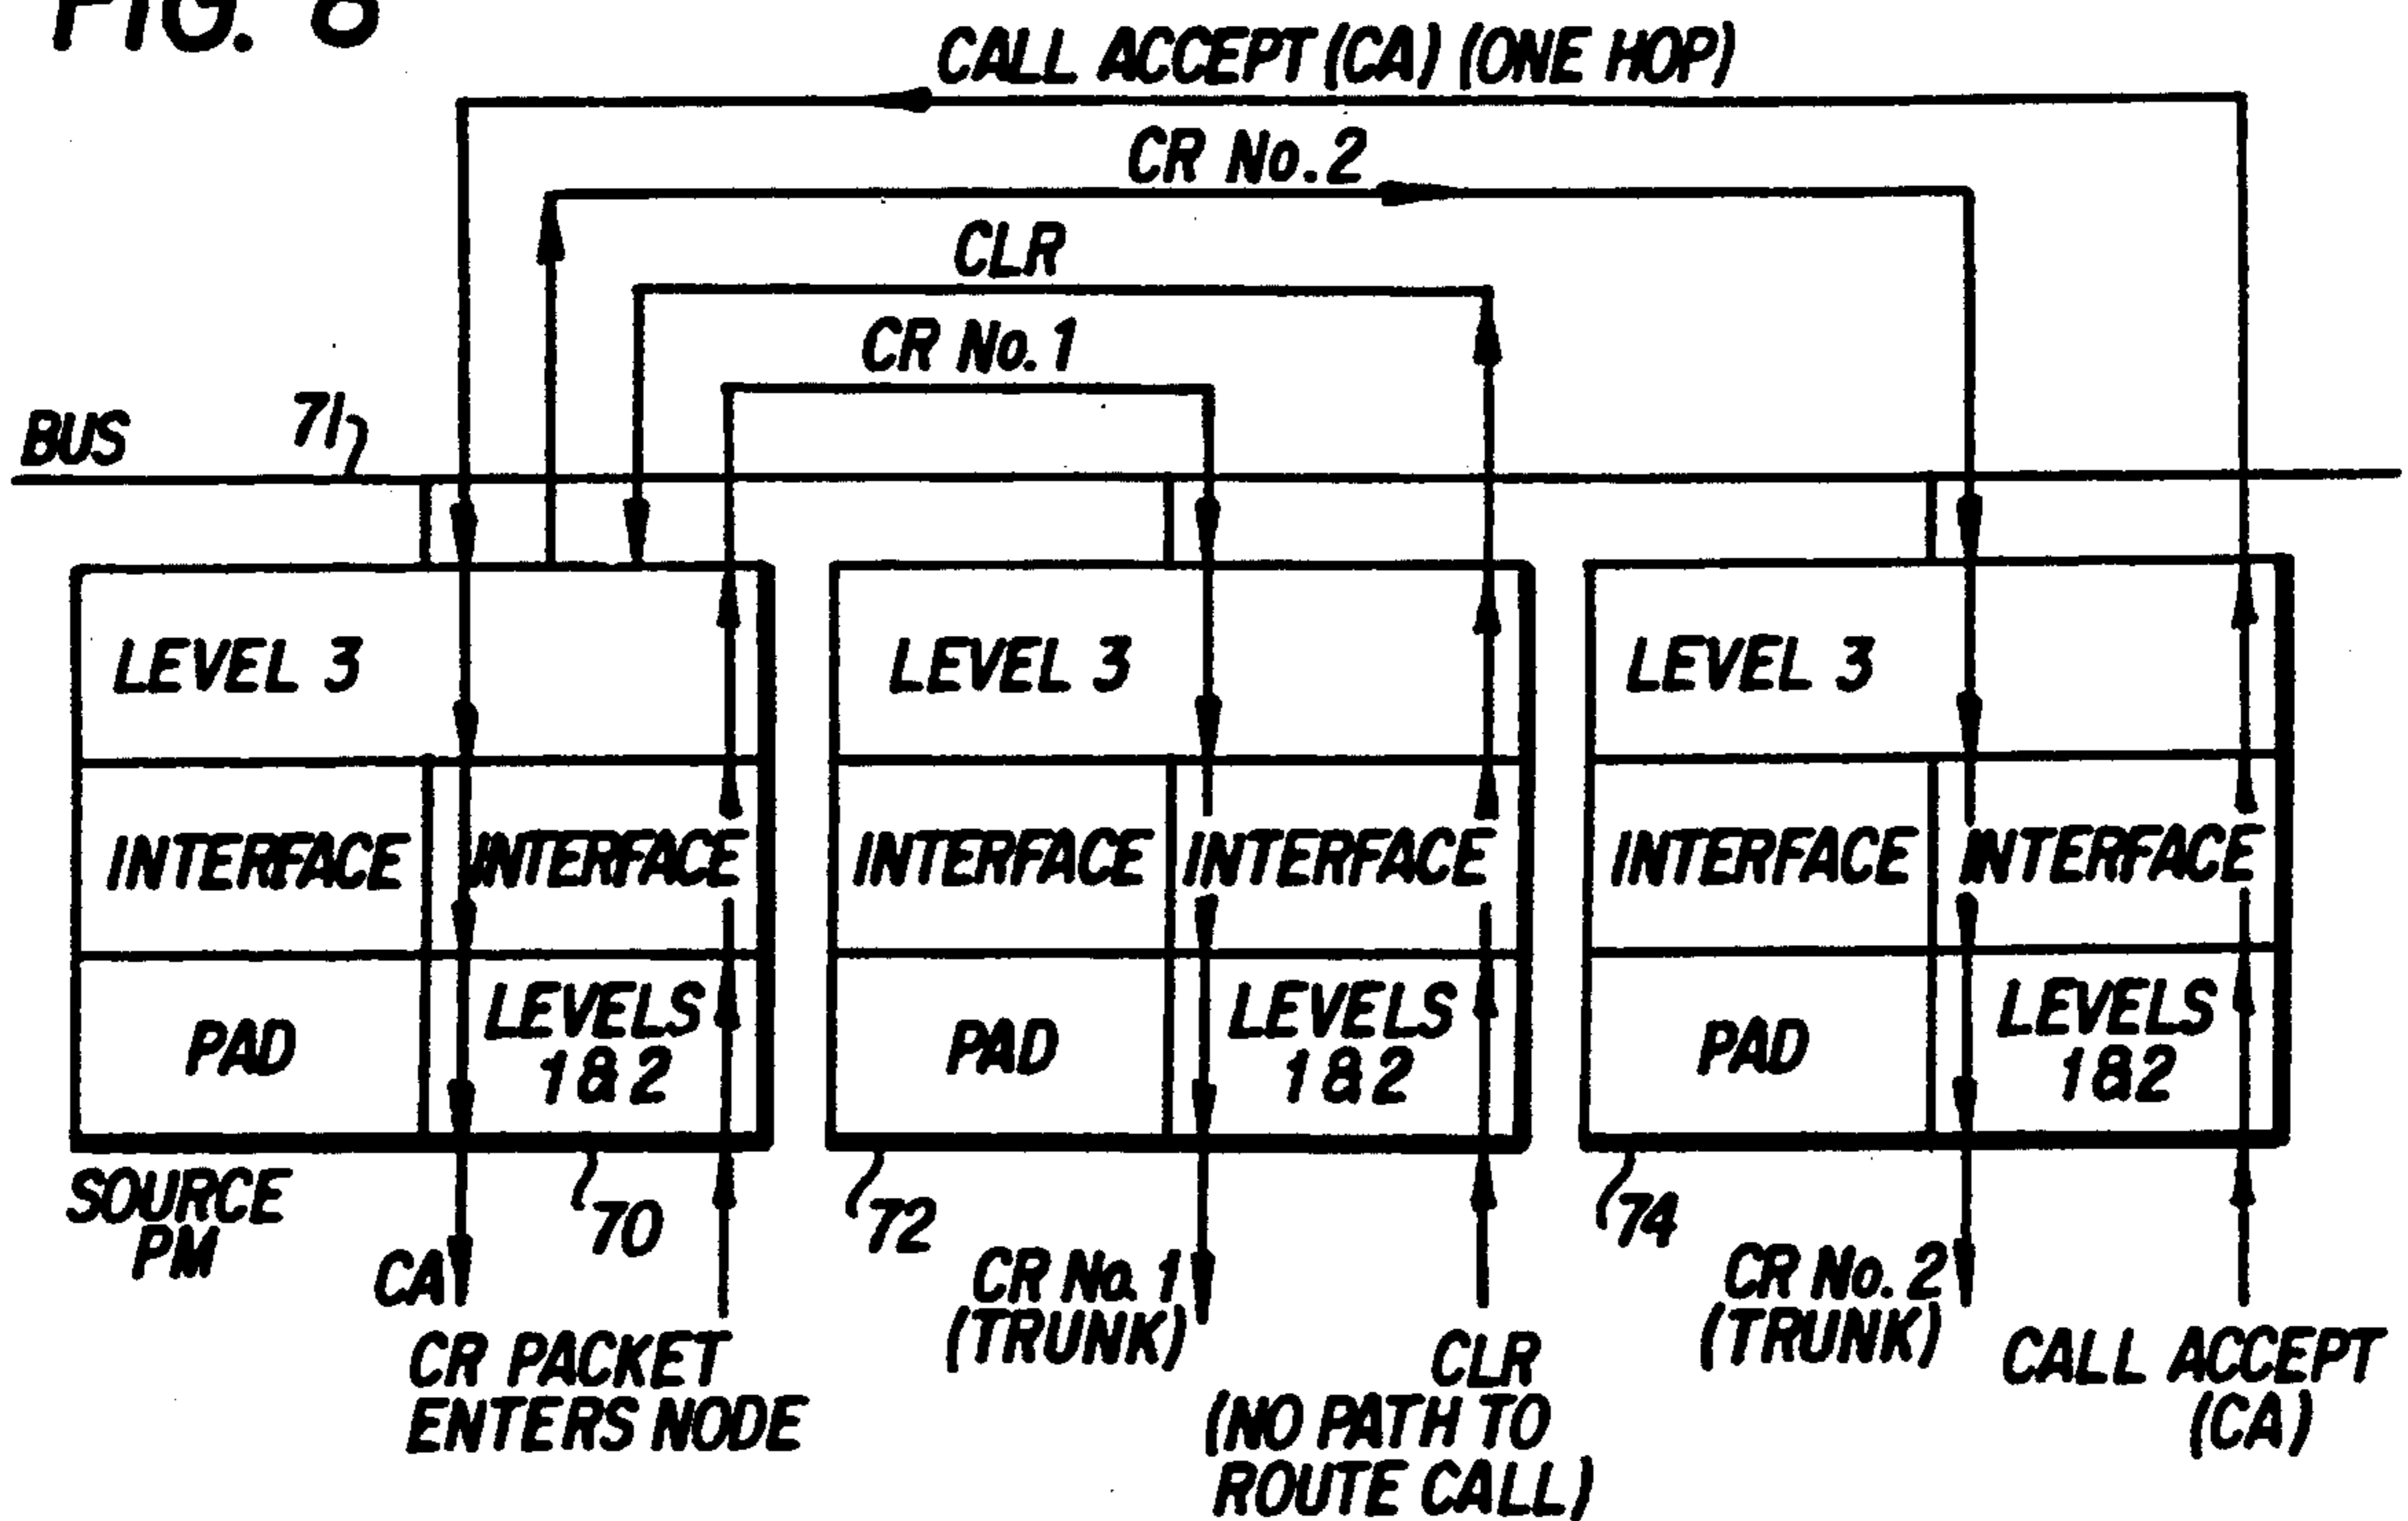 FIG. 8
CALL ACCEPT (CA) (ONE HOP)
CR No. 2
CLR
CR No. 1
BUS
71
LEVEL 3
LEVEL 3
LEVEL 3
INTERFACE
INTERFACE
INTERFACE
INTERFACE
INTERFACE
INTERFACE
PAD
LEVELS
1 & 2
PAD
LEVELS
1 & 2
PAD
LEVELS
1 & 2
SOURCE
PM
CA
70
CR PACKET
ENTERS NODE
72
CR No. 1
(TRUNK)
CLR
(NO PATH TO
ROUTE CALL)
74
CR No. 2
(TRUNK)
CALL ACCEPT
(CA)